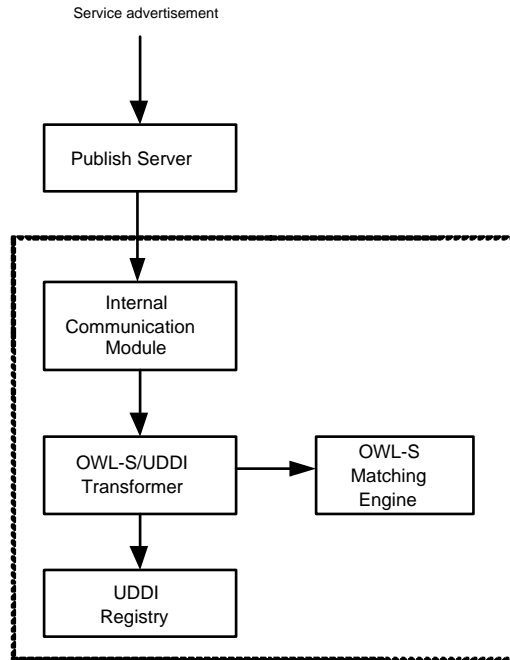 Service advertisement
Publish Server
Internal
Communication
Module
OWL-S/UDDI
Transformer
OWL-S
Matching
Engine
UDDI
Registry